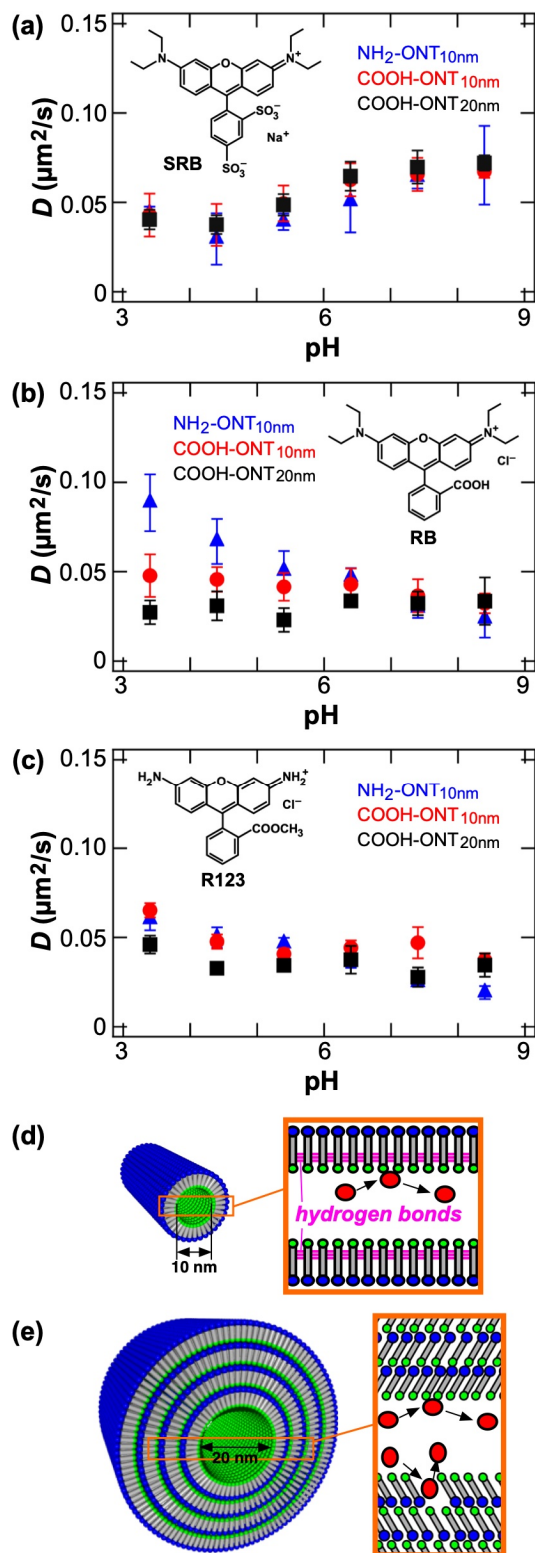 (a)
0.15
0.10
0.05
0
D (µm²/s)
N
O
N⁺
SO₃⁻
Na⁺
SO₃⁻
SRB
NH₂-ONT₁₀ₙₘ
COOH-ONT₁₀ₙₘ
COOH-ONT₂₀ₙₘ
3
6
9
pH
(b)
0.15
0.10
0.05
0
D (µm²/s)
NH₂-ONT₁₀ₙₘ
COOH-ONT₁₀ₙₘ
COOH-ONT₂₀ₙₘ
N
O
N⁺
Cl⁻
COOH
RB
3
6
9
pH
(c)
0.15
0.10
0.05
0
D (µm²/s)
H₂N
O
NH₂⁺
Cl⁻
COOCH₃
R123
NH₂-ONT₁₀ₙₘ
COOH-ONT₁₀ₙₘ
COOH-ONT₂₀ₙₘ
3
6
9
pH
(d)
10 nm
hydrogen bonds
(e)
20 nm